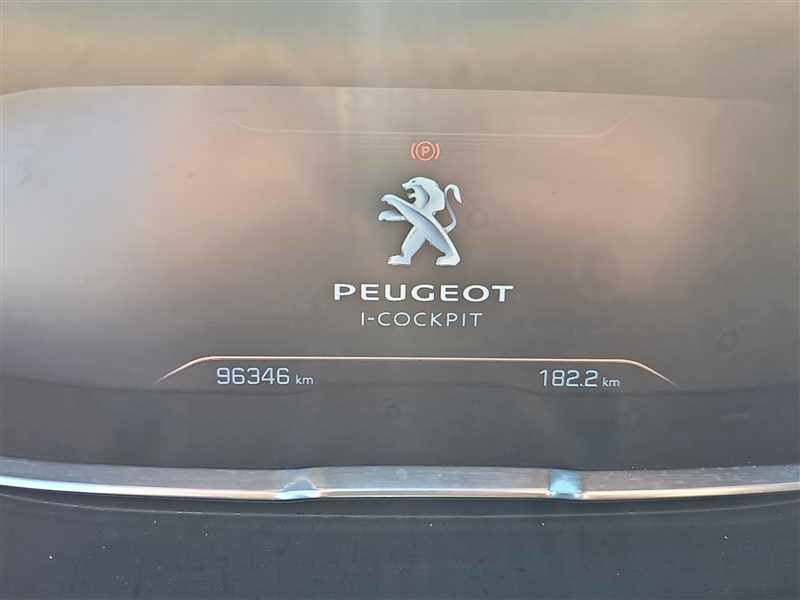 P
PEUGEOT
I-COCKPIT
96346 km
182.2 km